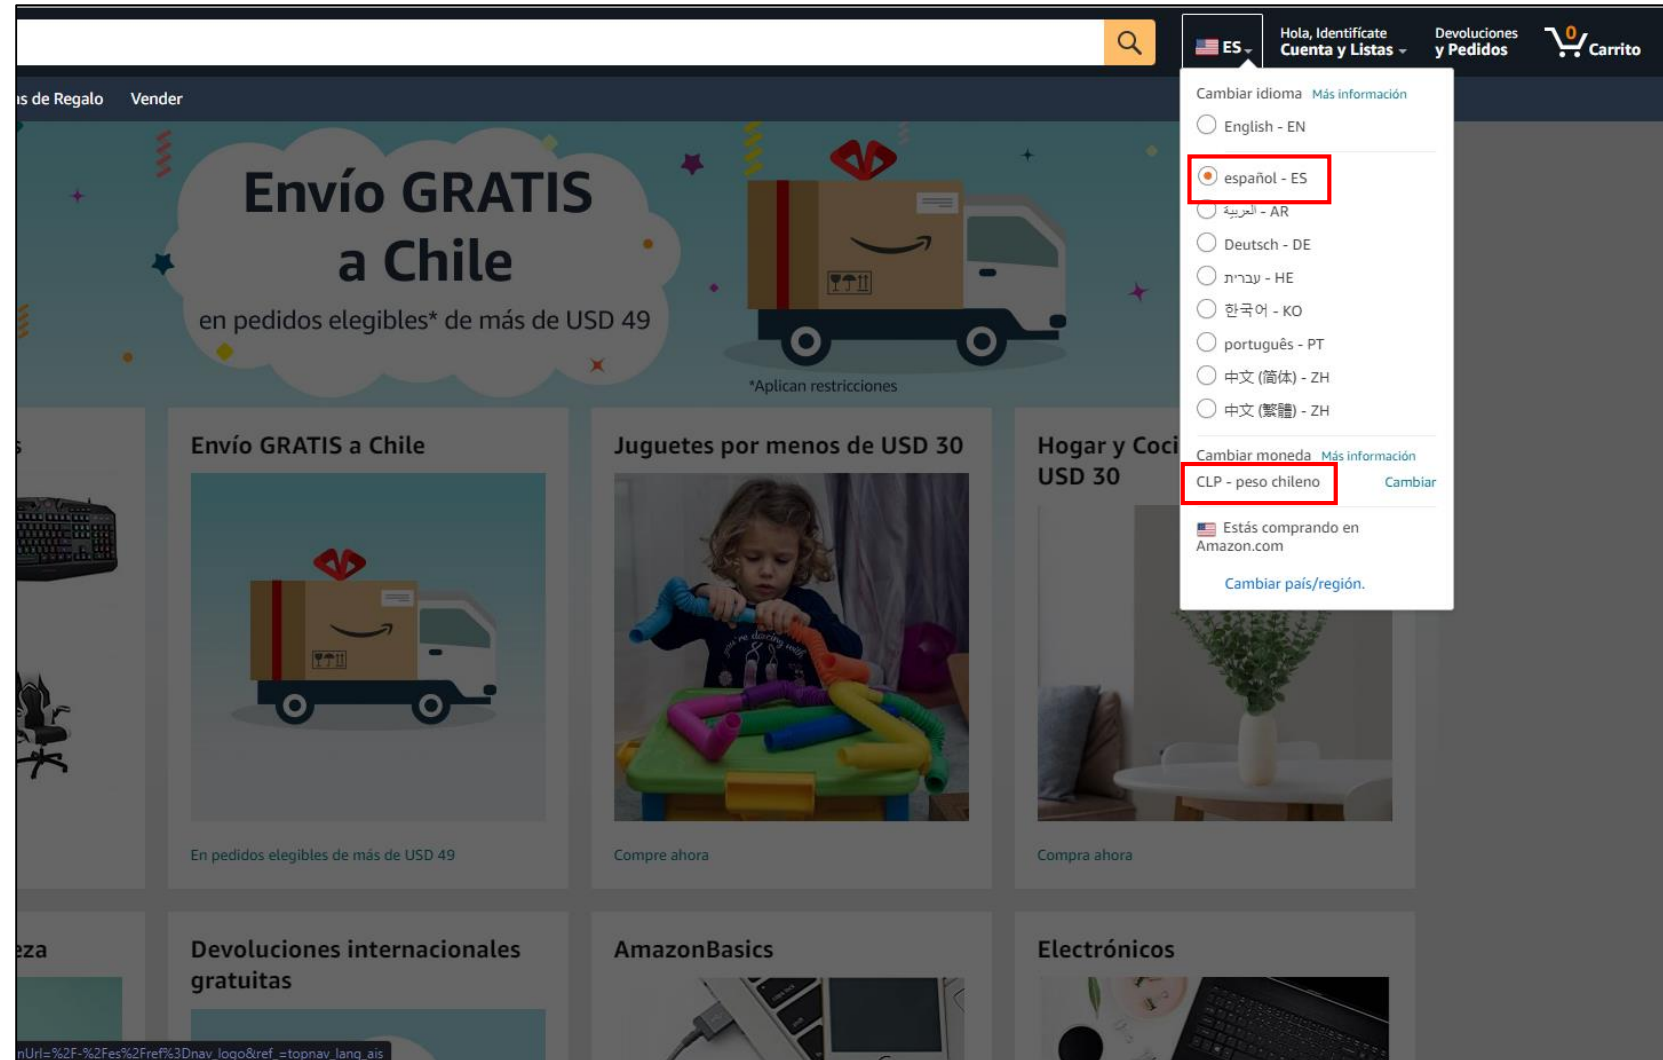 ES
Hola, Identifícate
Cuenta y Listas
Devoluciones
y Pedidos
0
Carrito
de Regalo
Vender
Cambiar idioma Más información
English - EN
español - ES
العربية - AR
Deutsch - DE
עברית - HE
한국어 - KO
português - PT
中文 (简体) - ZH
中文 (繁體) - ZH
Cambiar moneda Más información
CLP - peso chileno
Cambiar
Estás comprando en
Amazon.com
Cambiar país/región.
Envío GRATIS
a Chile
en pedidos elegibles* de más de USD 49
*Aplican restricciones
Envío GRATIS a Chile
En pedidos elegibles de más de USD 49
Juguetes por menos de USD 30
Compre ahora
Hogar y Coci
USD 30
Compra ahora
eza
Devoluciones internacionales
gratuitas
AmazonBasics
Electrónicos
nUrl=%2F-%2Fes%2Fref%3Dnav_logo&ref_=topnav_lang_ais